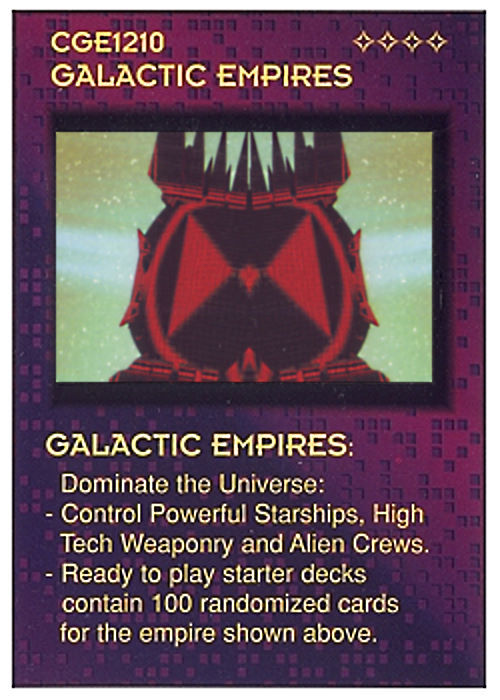 CGE1210
GALACTIC EMPIRES
GALACTIC EMPIRES:
Dominate the Universe:
- Control Powerful Starships, High
Tech Weaponry and Alien Crews.
- Ready to play starter decks
contain 100 randomized cards
for the empire shown above.